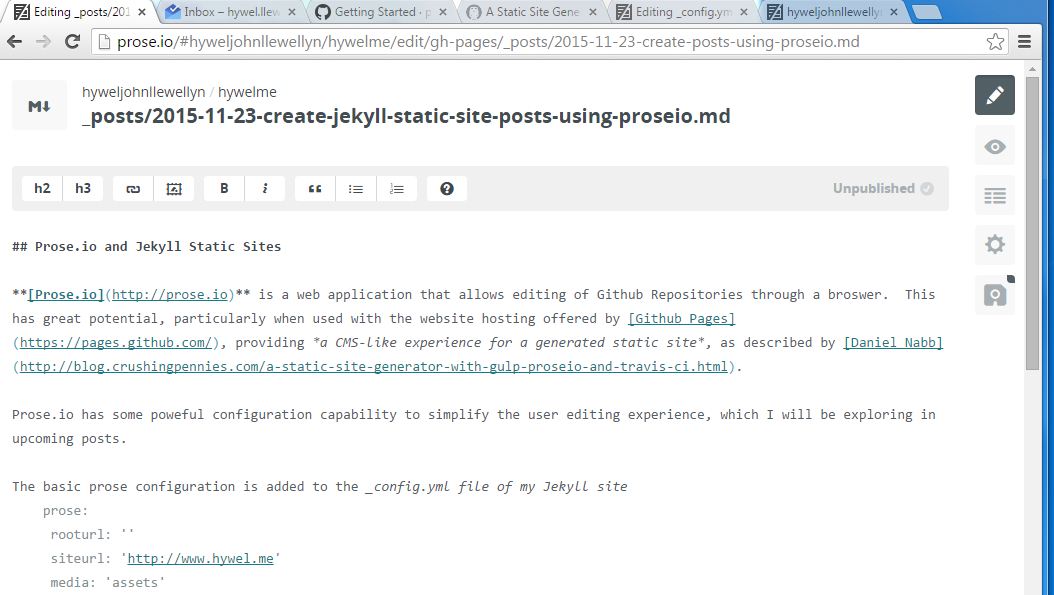 Editing _posts/201
Inbox – hywel.llew
Getting Started · p
A Static Site Gene
Editing _config.ym
hyweljohnllewellyn
prose.io/#hyweljohnllewellyn/hywelme/edit/gh-pages/_posts/2015-11-23-create-posts-using-proseio.md
M↓
hyweljohnllewellyn / hywelme
_posts/2015-11-23-create-jekyll-static-site-posts-using-proseio.md
h2 h3 B i “ ? Unpublished
## Prose.io and Jekyll Static Sites
**[Prose.io](http://prose.io)** is a web application that allows editing of Github Repositories through a broswer. This
has great potential, particularly when used with the website hosting offered by [Github Pages]
(https://pages.github.com/), providing *a CMS-like experience for a generated static site*, as described by [Daniel Nabb]
(http://blog.crushingpennies.com/a-static-site-generator-with-gulp-proseio-and-travis-ci.html).
Prose.io has some poweful configuration capability to simplify the user editing experience, which I will be exploring in
upcoming posts.
The basic prose configuration is added to the _config.yml file of my Jekyll site
prose:
rooturl: ''
siteurl: 'http://www.hywel.me'
media: 'assets'